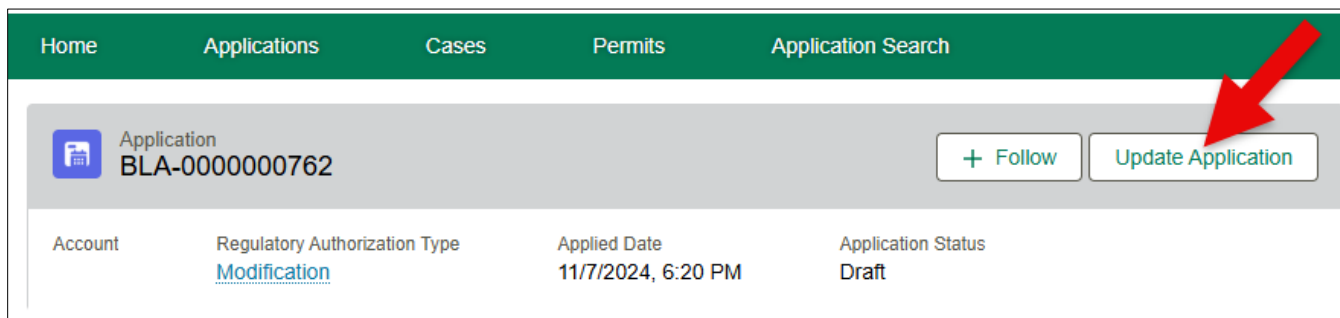 Home Applications Cases Permits Application Search
Application
BLA-0000000762
+ Follow Update Application
Account Regulatory Authorization Type Applied Date Application Status
Modification 11/7/2024, 6:20 PM Draft